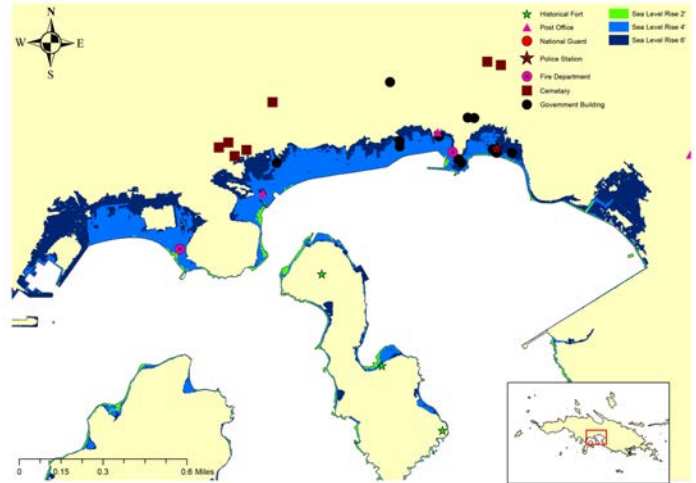 N
W E
S
Historical Fort
Post Office
National Guard
Police Station
Fire Department
Cemetary
Government Building
Sea Level Rise 2'
Sea Level Rise 4'
Sea Level Rise 6'
0 0.15 0.3 0.6 Miles